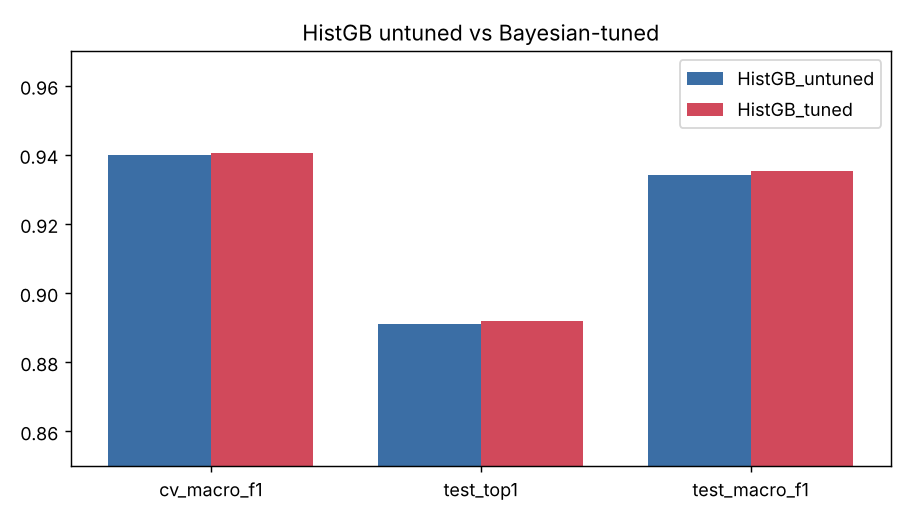 HistGB untuned vs Bayesian-tuned
HistGB_untuned
HistGB_tuned
0.96
0.94
0.92
0.90
0.88
0.86
cv_macro_f1
test_top1
test_macro_f1